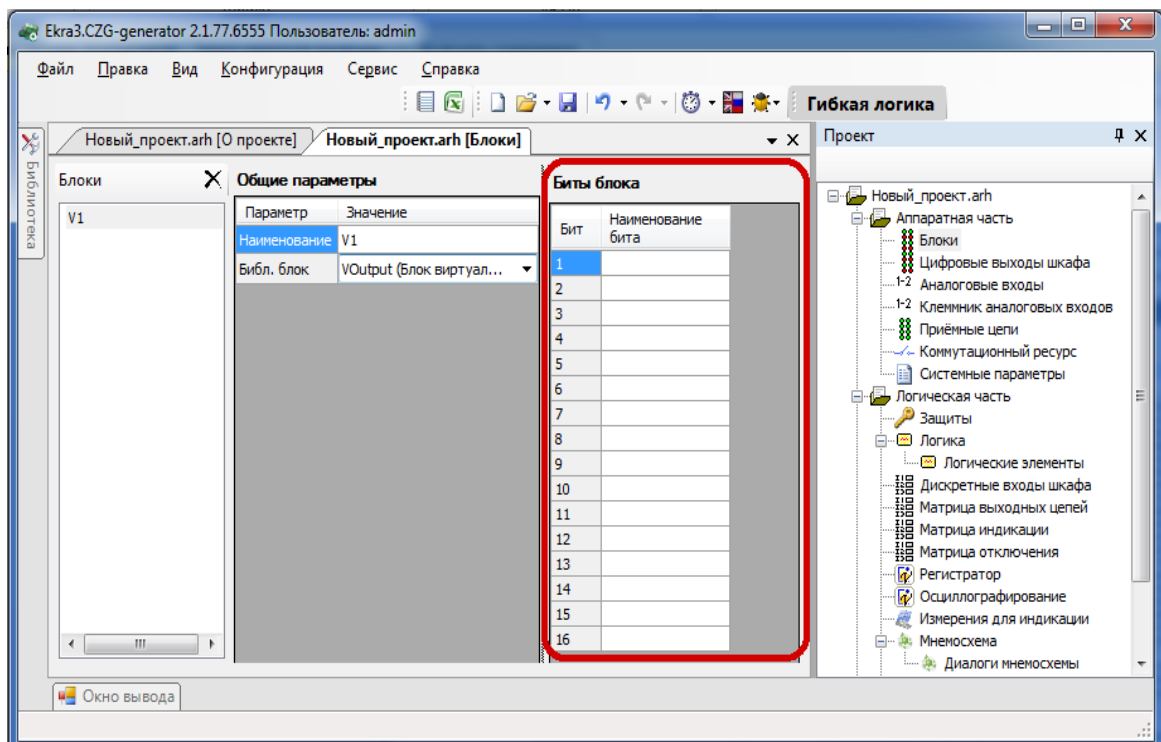 Ekra3.CZG-generator 2.1.77.6555 Пользователь: admin
Файл Правка Вид Конфигурация Сервис Справка
Гибкая логика
Библиотека
Новый_проект.arh [О проекте] Новый_проект.arh [Блоки]
Блоки
V1
Общие параметры
Параметр Значение
Наименование V1
Библ. блок VOutput (Блок виртуал...
Биты блока
Бит Наименование бита
1
2
3
4
5
6
7
8
9
10
11
12
13
14
15
16
Проект
Новый_проект.arh
Аппаратная часть
Блоки
Цифровые выходы шкафа
1-2 Аналоговые входы
1-2 Клеммник аналоговых входов
Приёмные цепи
Коммутационный ресурс
Системные параметры
Логическая часть
Защиты
Логика
Логические элементы
Дискретные входы шкафа
Матрица выходных цепей
Матрица индикации
Матрица отключения
Регистратор
Осциллографирование
Измерения для индикации
Мнемосхема
Диалоги мнемосхемы
Окно вывода